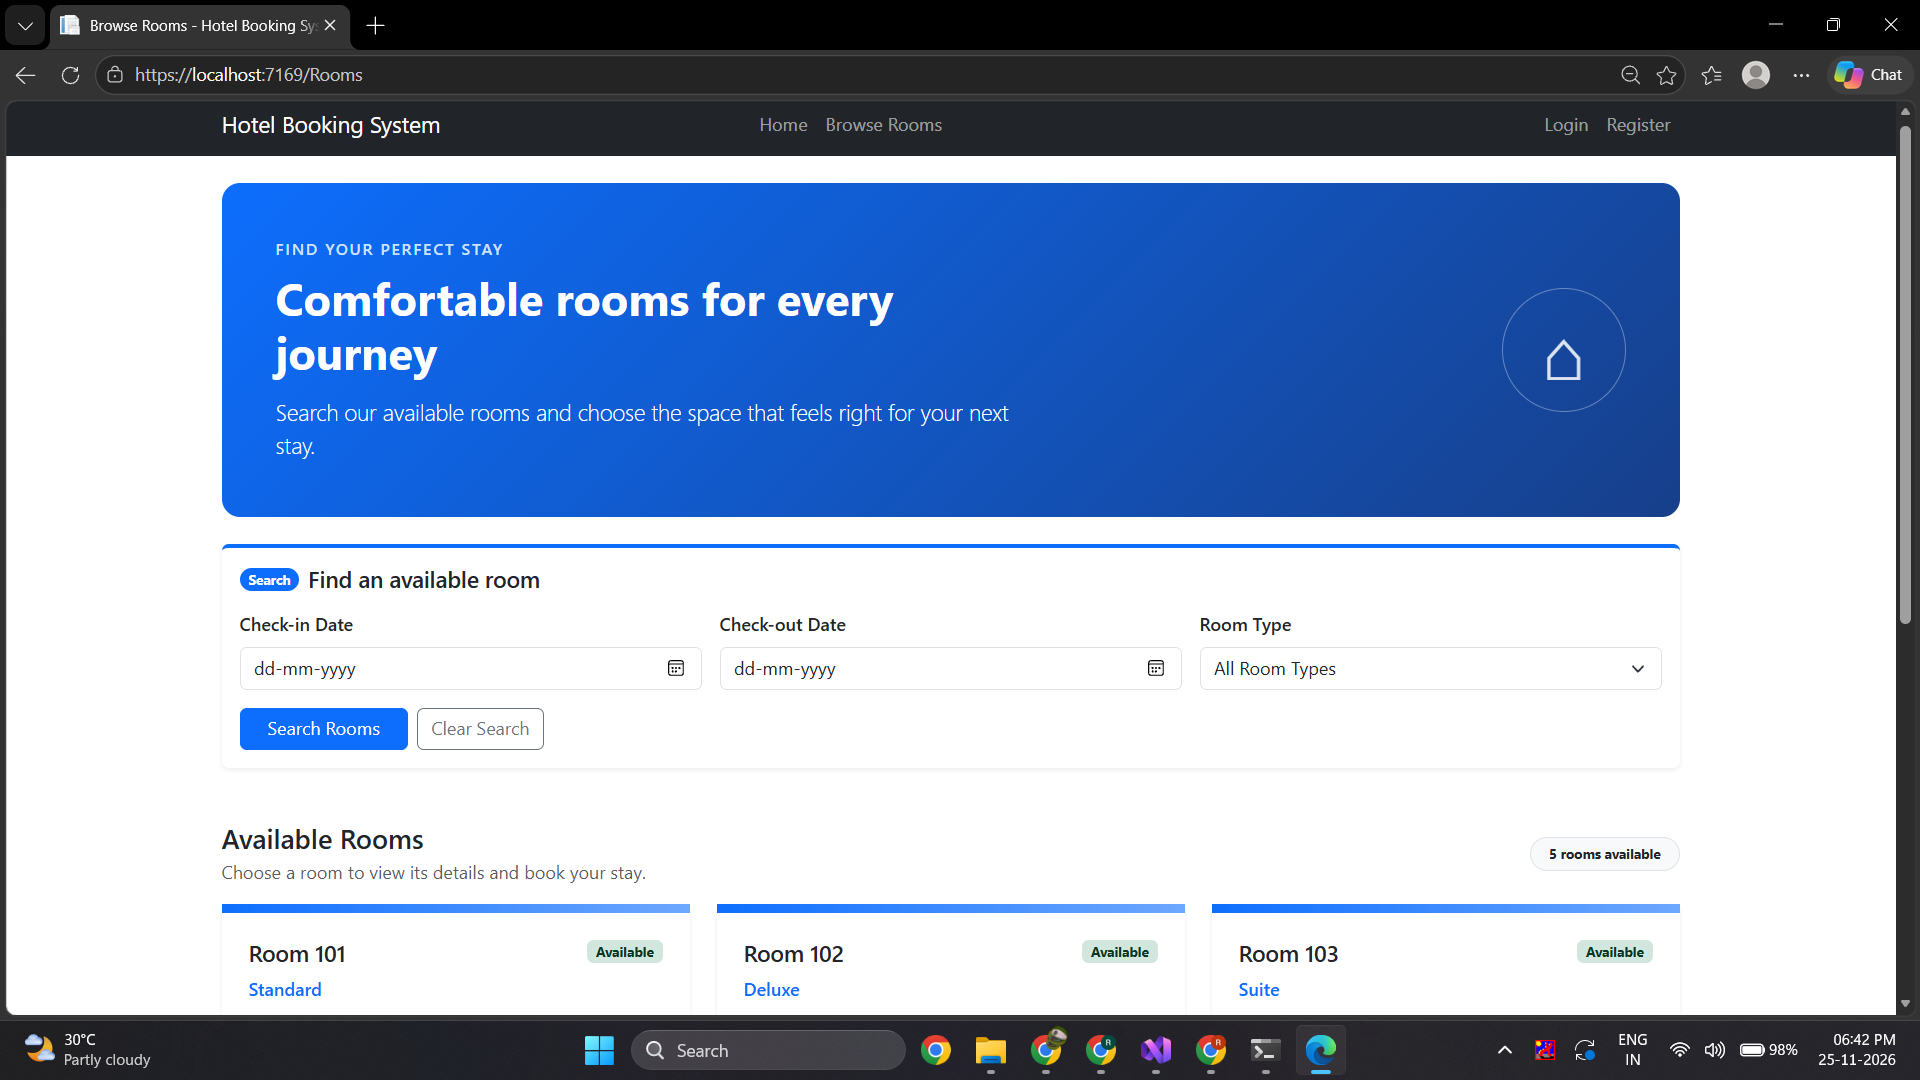 Browse Rooms - Hotel Booking Sy
https://localhost:7169/Rooms
Chat
Hotel Booking System
Home
Browse Rooms
Login
Register
FIND YOUR PERFECT STAY
Comfortable rooms for every
journey
Search our available rooms and choose the space that feels right for your next
stay.
Search
Find an available room
Check-in Date
Check-out Date
Room Type
dd-mm-yyyy
dd-mm-yyyy
All Room Types
Search Rooms
Clear Search
Available Rooms
Choose a room to view its details and book your stay.
5 rooms available
Room 101
Available
Standard
Room 102
Available
Deluxe
Room 103
Available
Suite
30°C
Partly cloudy
Search
R
R
ENG
IN
98%
06:42 PM
25-11-2026